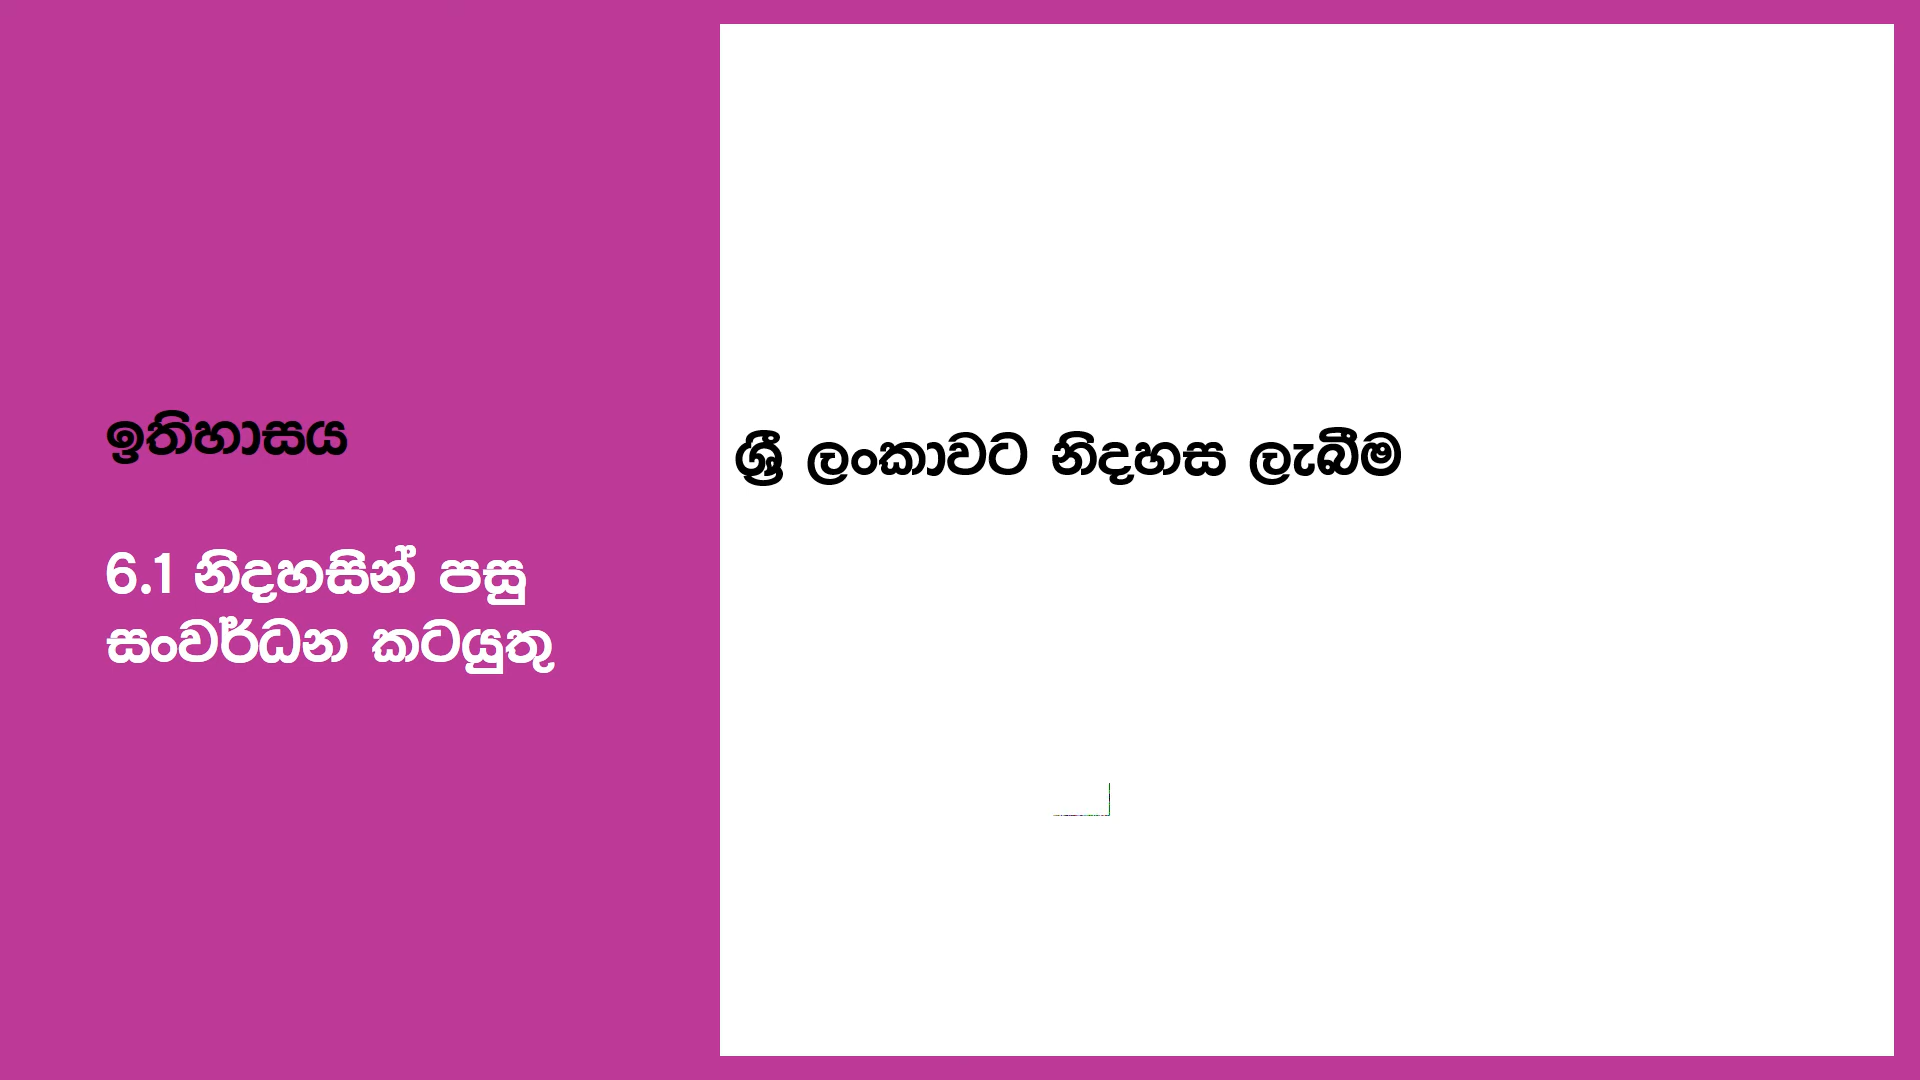 ඉතිහාසය
6.1 නිදහසින් පසු
සංවර්ධන කටයුතු
ශ්‍රී ලංකාවට නිදහස ලැබීම